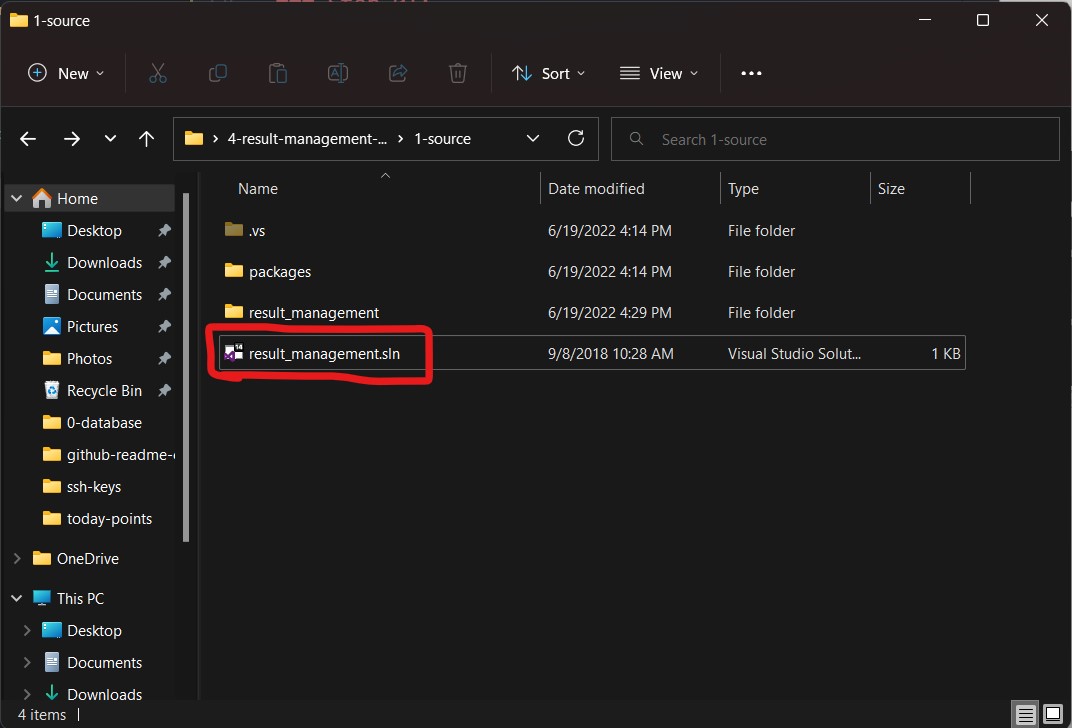 1-source
New Sort View
4-result-management-... 1-source Search 1-source
Name Date modified Type Size
.vs 6/19/2022 4:14 PM File folder
packages 6/19/2022 4:14 PM File folder
result_management 6/19/2022 4:29 PM File folder
result_management.sln 9/8/2018 10:28 AM Visual Studio Solut... 1 KB
Home
Desktop
Downloads
Documents
Pictures
Photos
Recycle Bin
0-database
github-readme-
ssh-keys
today-points
OneDrive
This PC
Desktop
Documents
Downloads
4 items